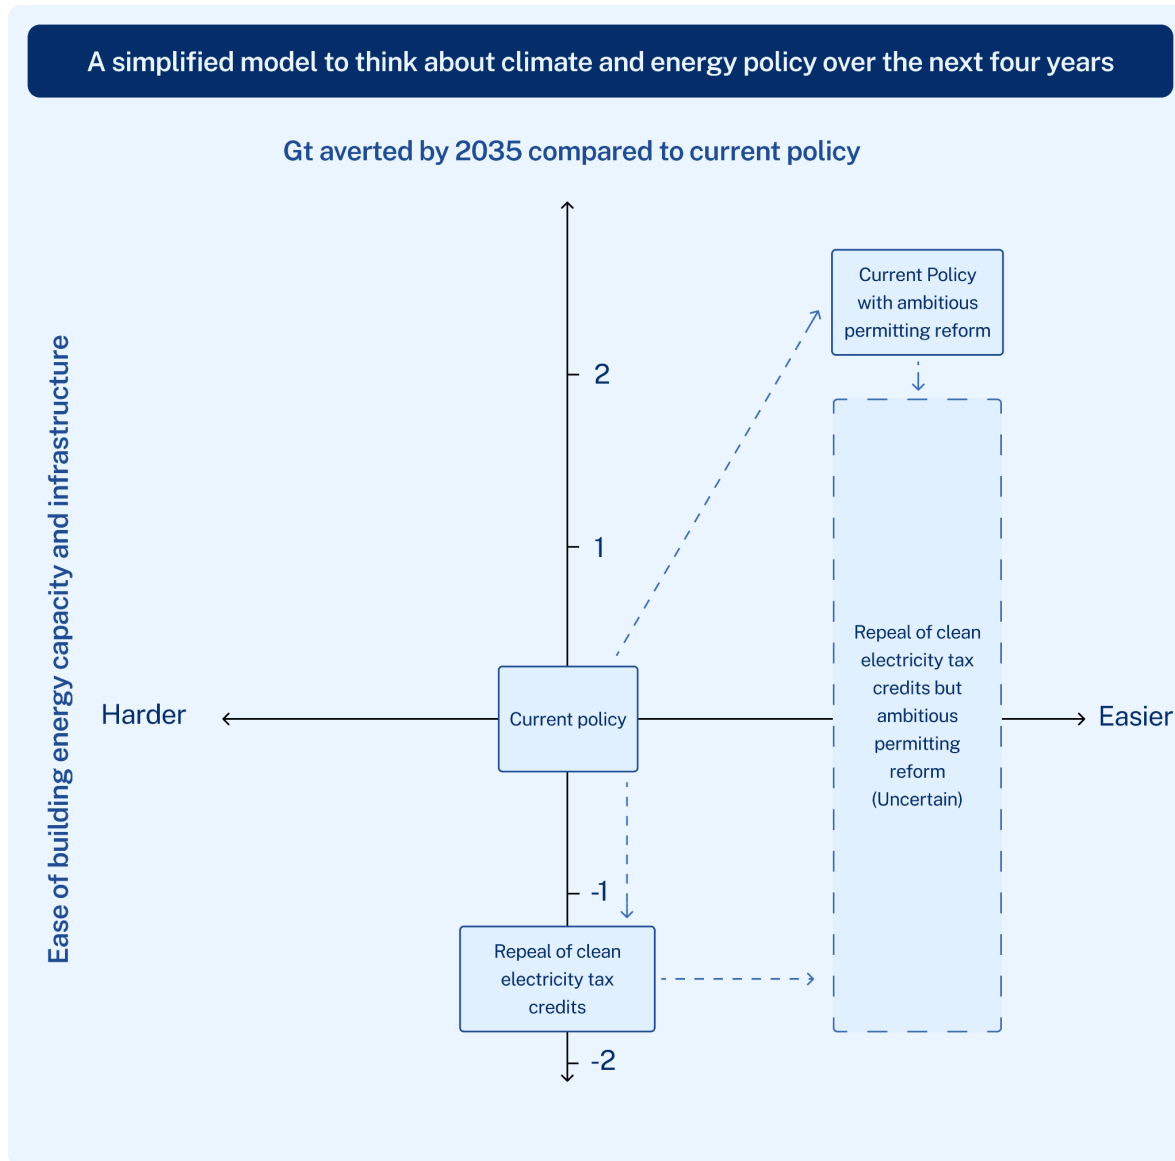 A simplified model to think about climate and energy policy over the next four years
Gt averted by 2035 compared to current policy
Current Policy
with ambitious
permitting reform
2
1
Ease of building energy capacity and infrastructure
Repeal of clean
electricity tax
credits but
ambitious
permitting
reform
(Uncertain)
Harder
Current policy
Easier
-1
Repeal of clean
electricity tax
credits
-2